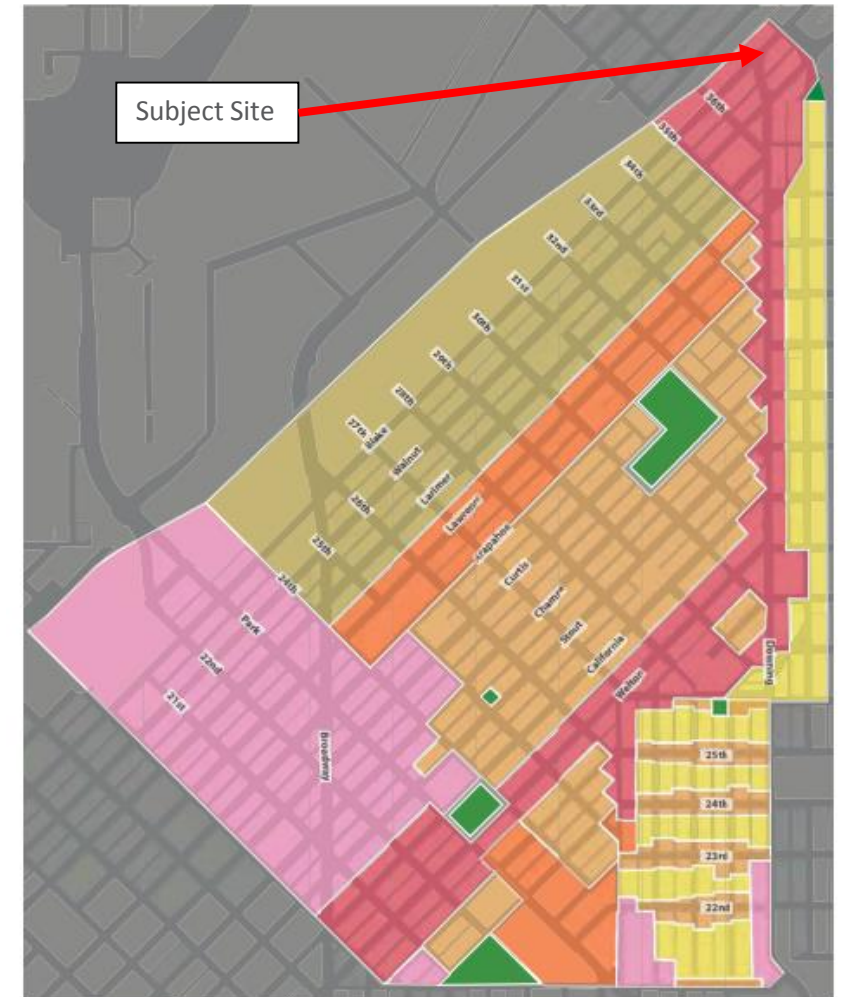 Subject Site
36th
35th
34th
33rd
32nd
31st
30th
29th
28th
27th
Blake
Walnut
26th
Larimer
Lawrence
25th
Arapahoe
24th
Curtis
Champa
Stout
Park
California
22nd
Welton
Downing
21st
Broadway
25th
24th
23rd
22nd